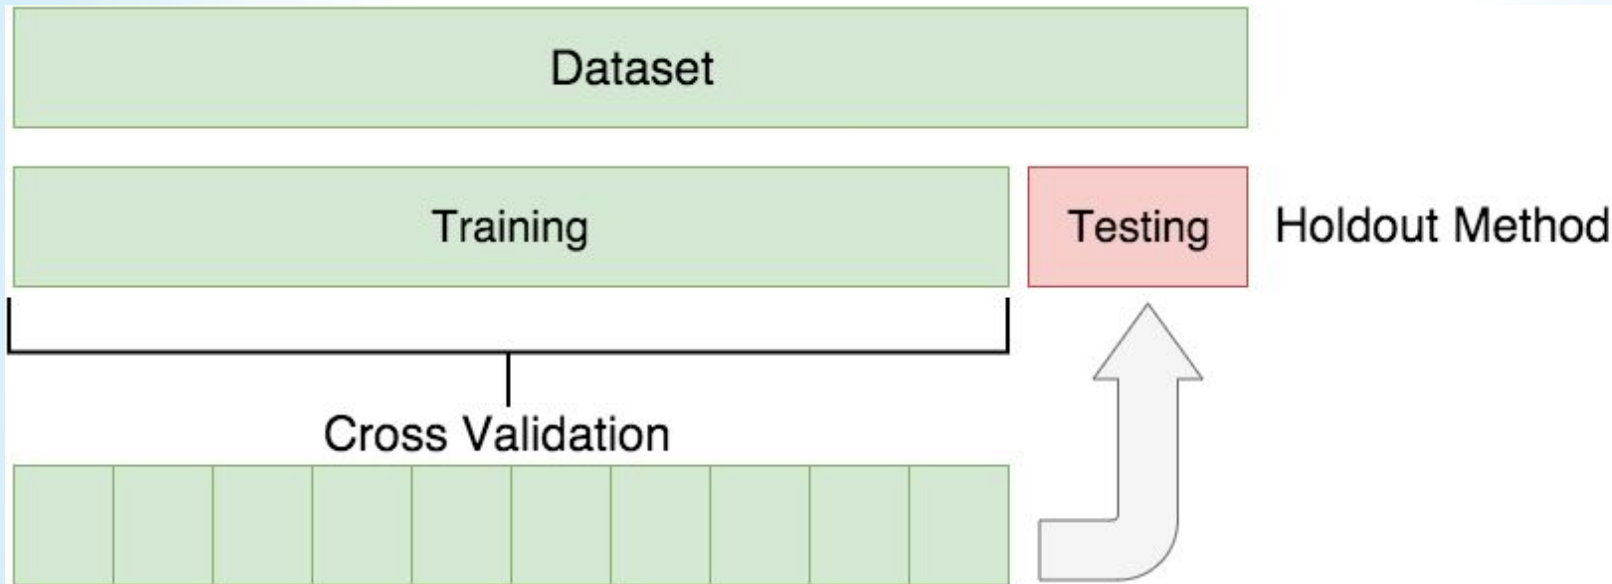 Dataset
Training
Testing
Holdout Method
Cross Validation